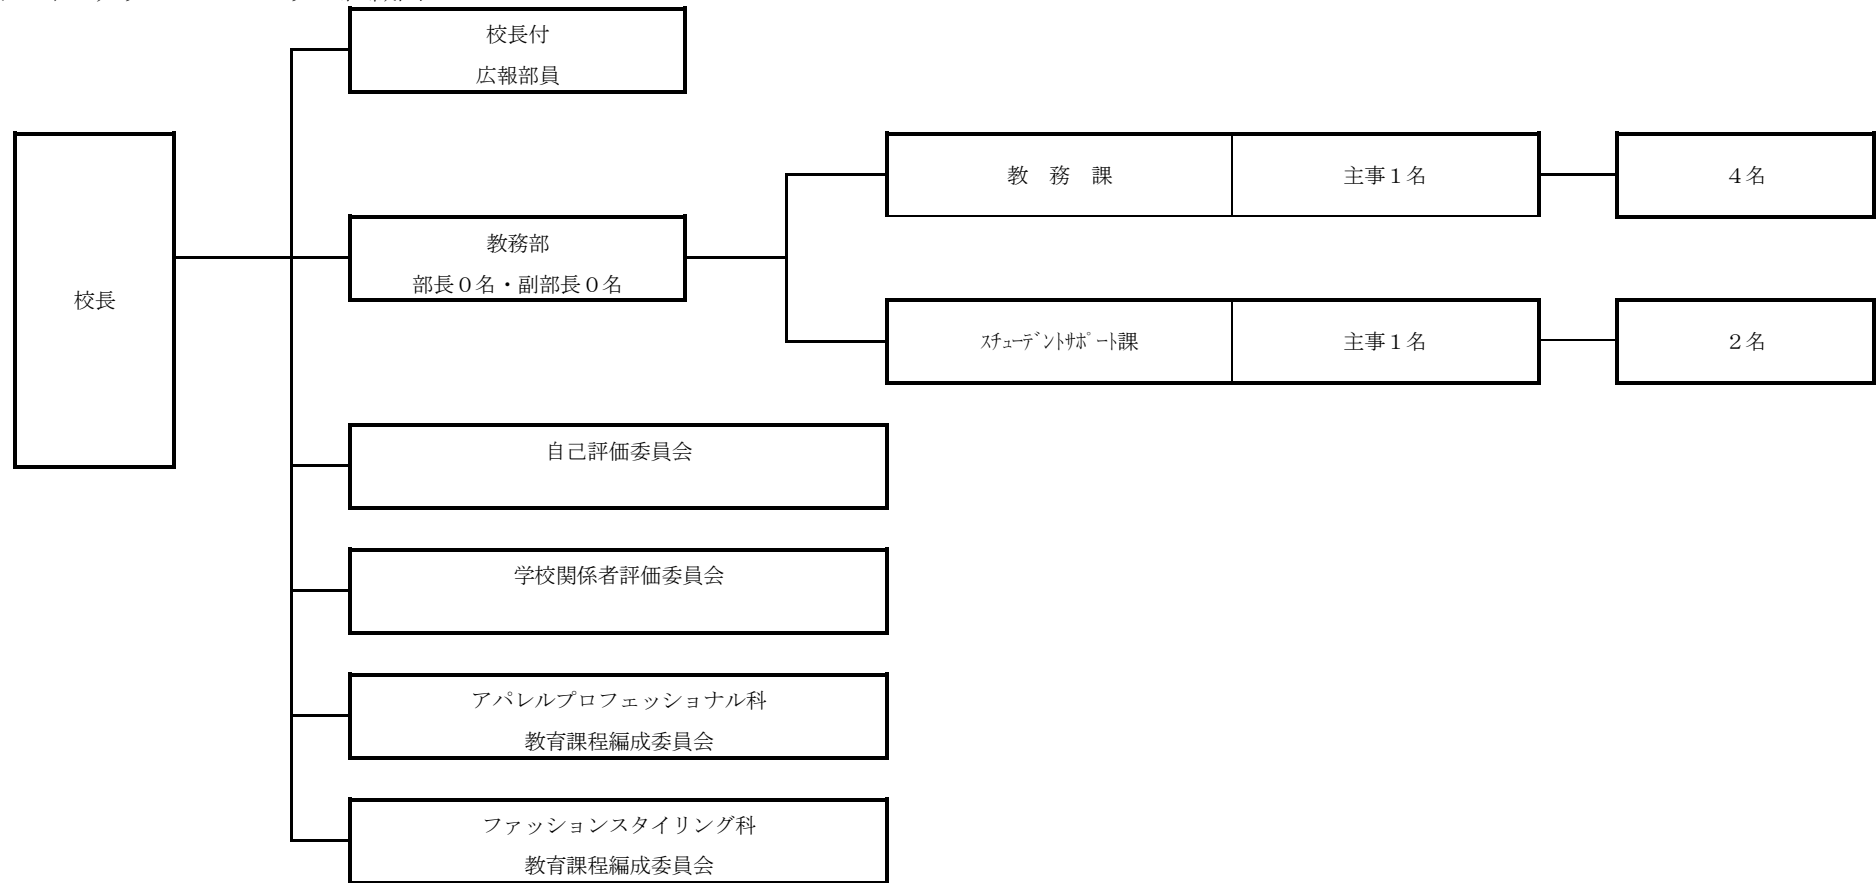 校長付
広報部員
教　務　課
主事１名
４名
教務部
部長０名・副部長０名
校長
ｽﾁｭｰﾃﾞﾝﾄｻﾎﾟｰﾄ課
主事１名
２名
自己評価委員会
学校関係者評価委員会
アパレルプロフェッショナル科
教育課程編成委員会
ファッションスタイリング科
教育課程編成委員会